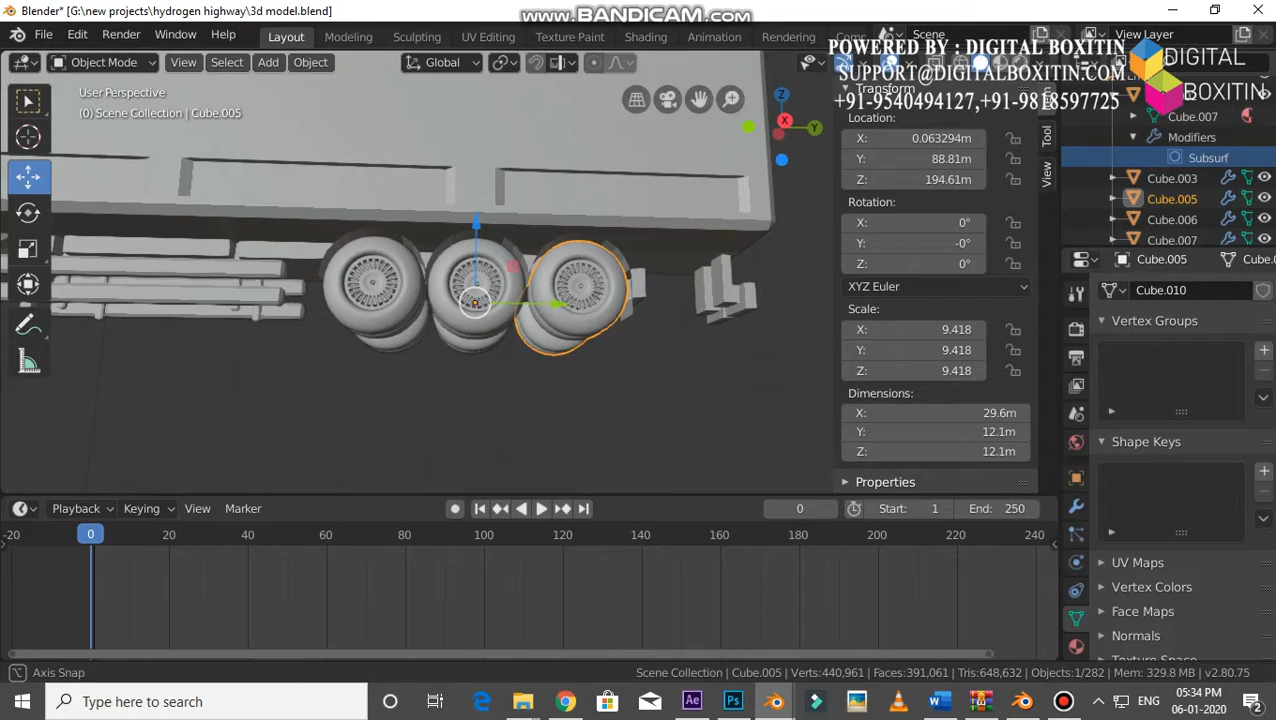 Blender* [G:\new projects\hydrogen highway\3d model.blend]
www.BANDICAM.com
File Edit Render Window Help
Layout Modeling Sculpting UV Editing Texture Paint Shading Animation Rendering
Scene
View Layer
POWERED BY : DIGITAL BOXITIN
SUPPORT@DIGITALBOXITIN.COM
+91-9540494127,+91-9818597725
DIGITAL
BOXITIN
Object Mode View Select Add Object Global
User Perspective
(0) Scene Collection | Cube.005
Z
X
Y
Transform
Location:
X: 0.063294m
Y: 88.81m
Z: 194.61m
Rotation:
X: 0°
Y: -0°
Z: 0°
XYZ Euler
Scale:
X: 9.418
Y: 9.418
Z: 9.418
Dimensions:
X: 29.6m
Y: 12.1m
Z: 12.1m
Properties
Tool
View
Cube.007
Modifiers
Subsurf
Cube.003
Cube.005
Cube.006
Cube.007
Cube.005
Cube.0
Cube.010
Vertex Groups
Shape Keys
UV Maps
Vertex Colors
Face Maps
Normals
Texture Space
Playback Keying View Marker
0
Start: 1
End: 250
-20 0 20 40 60 80 100 120 140 160 180 200 220 240
Axis Snap
Scene Collection | Cube.005 | Verts:440,961 | Faces:391,061 | Tris:648,632 | Objects:1/282 | Mem: 329.8 MB | v2.80.75
Type here to search
ENG
05:34 PM
06-01-2020
2